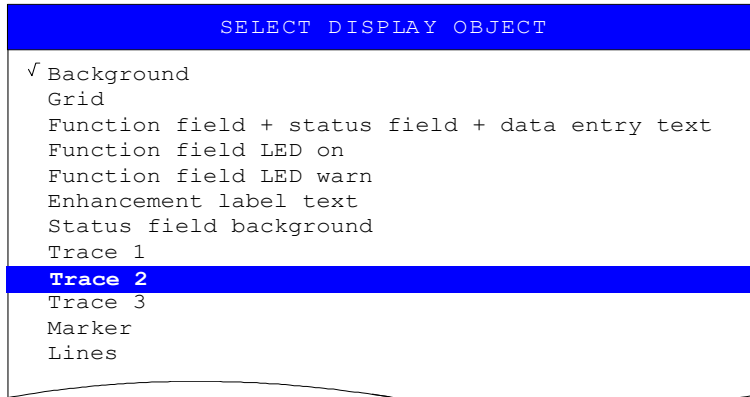 SELECT DISPLAY OBJECT
√ Background
Grid
Function field + status field + data entry text
Function field LED on
Function field LED warn
Enhancement label text
Status field background
Trace 1
Trace 2
Trace 3
Marker
Lines